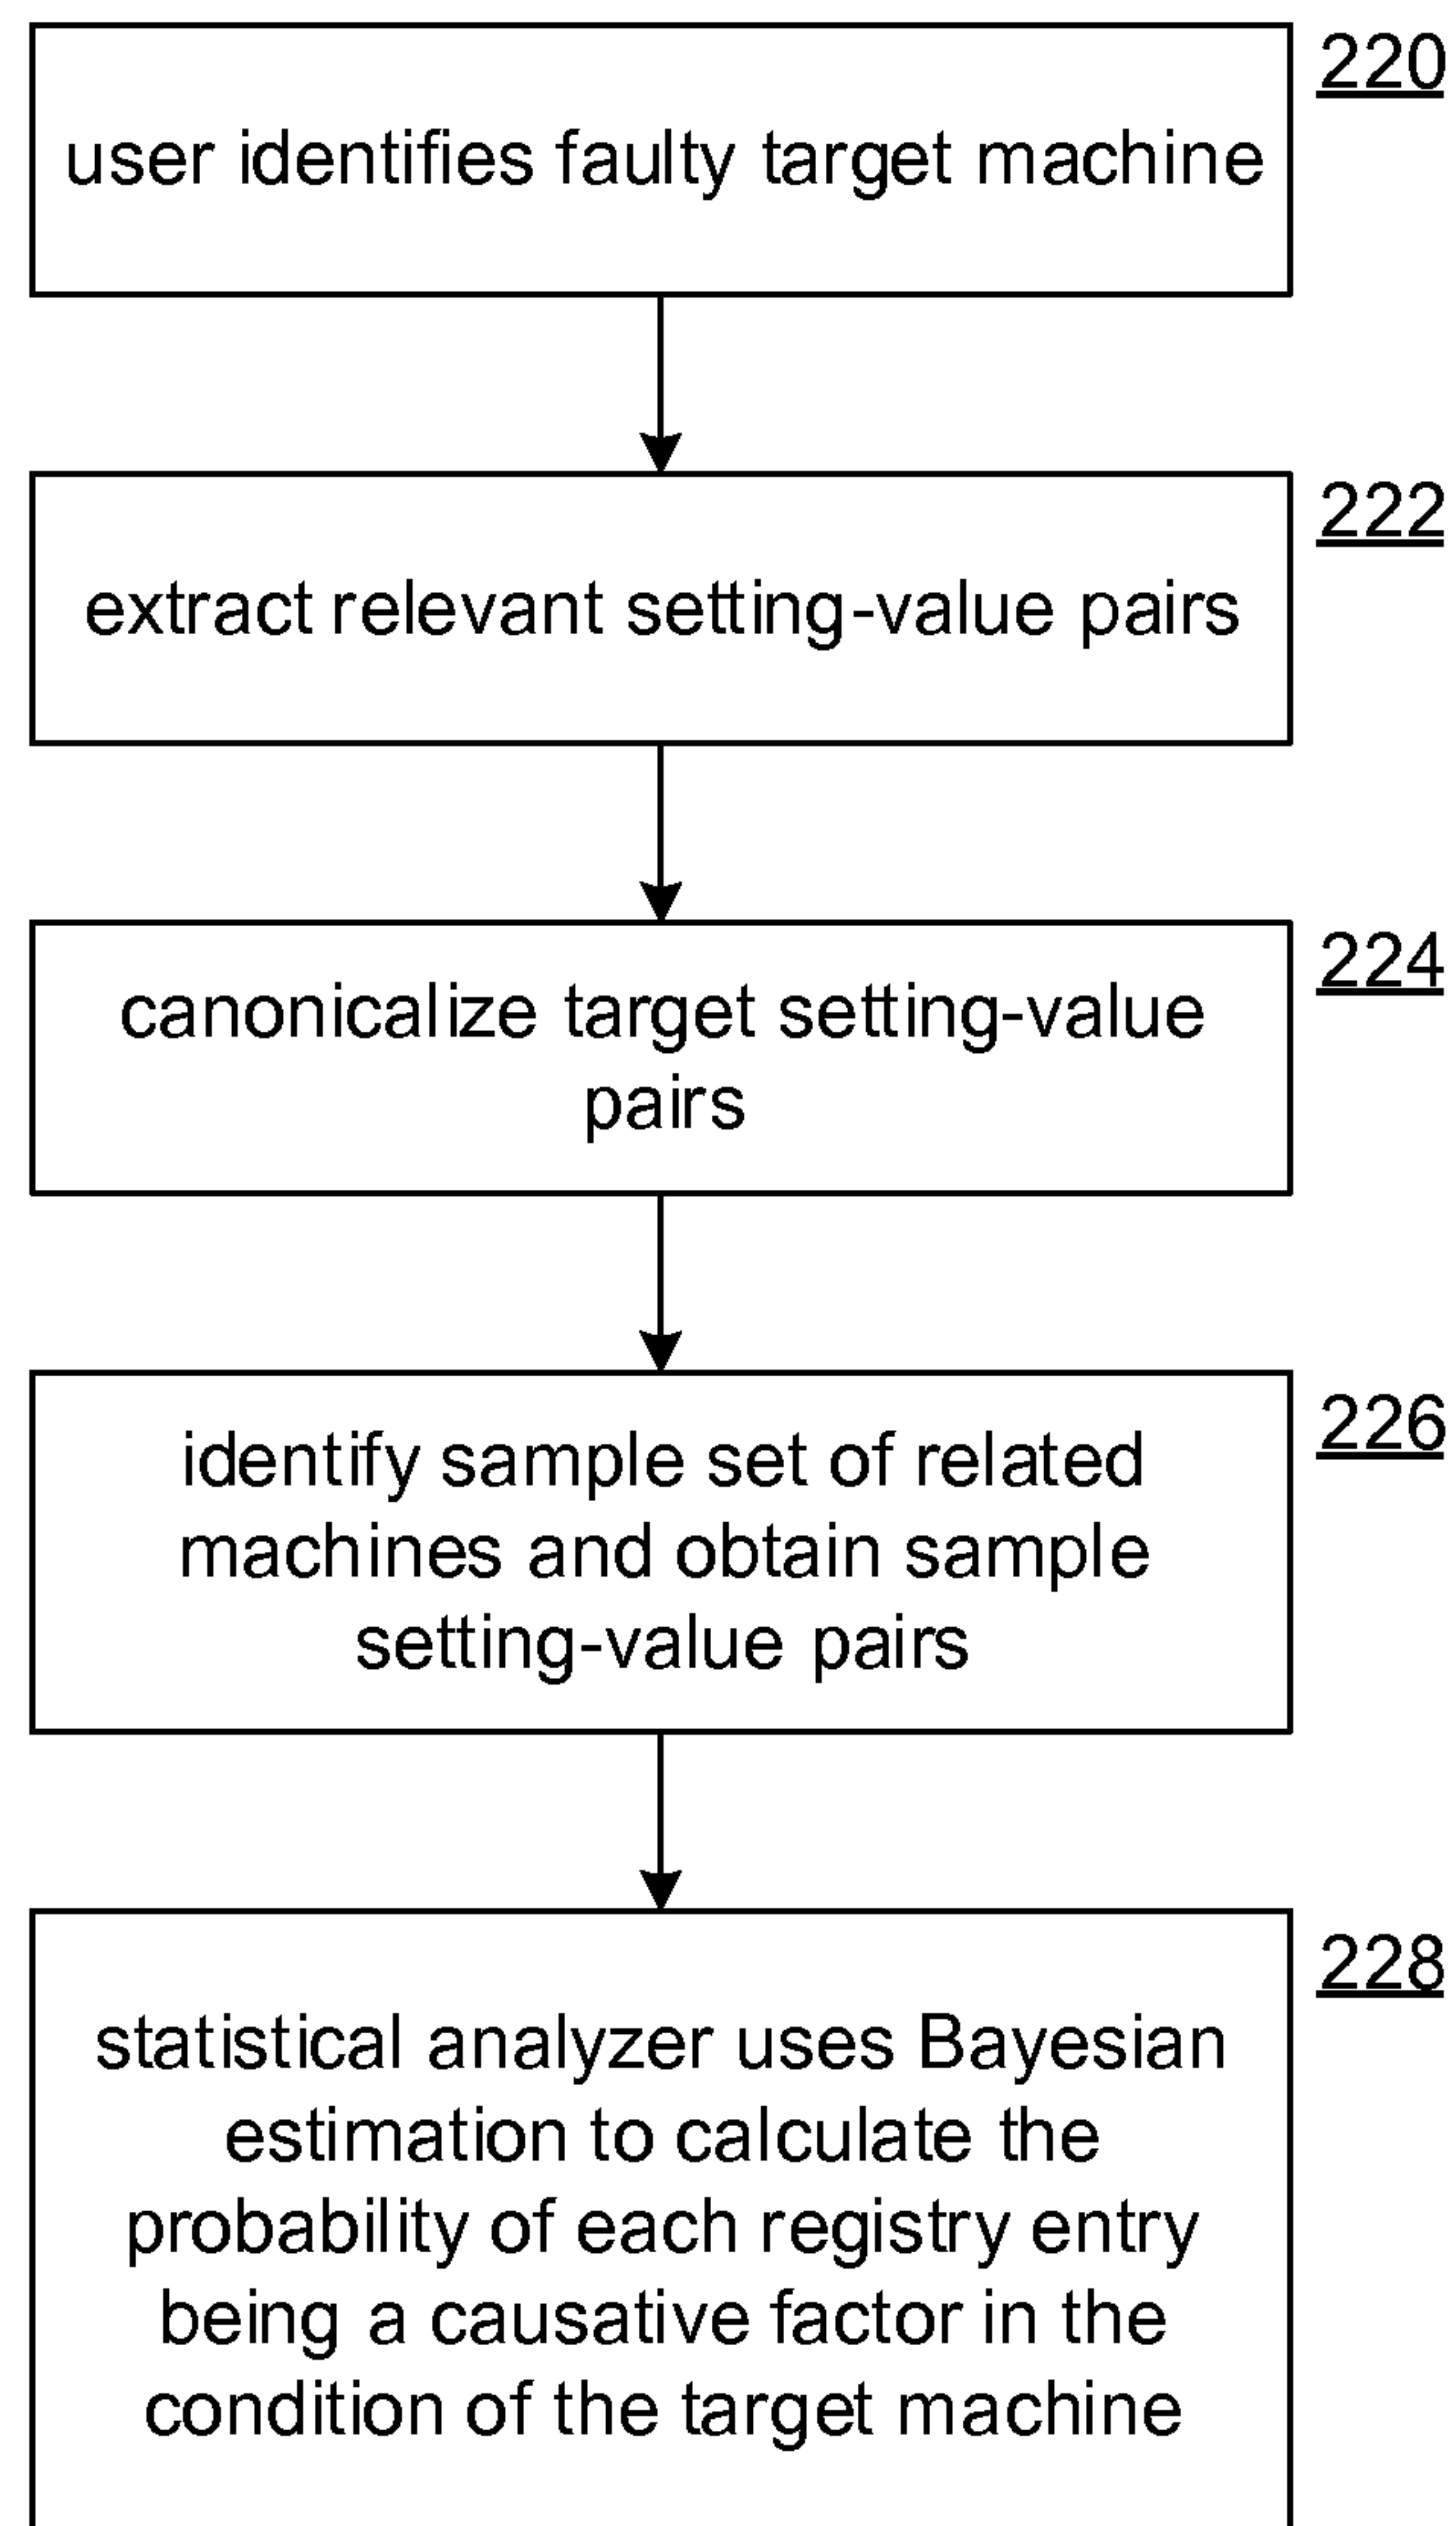 220
user identifies faulty target machine
222
extract relevant setting-value pairs
224
canonicalize target setting-value
pairs
226
identify sample set of related
machines and obtain sample
setting-value pairs
228
statistical analyzer uses Bayesian
estimation to calculate the
probability of each registry entry
being a causative factor in the
condition of the target machine